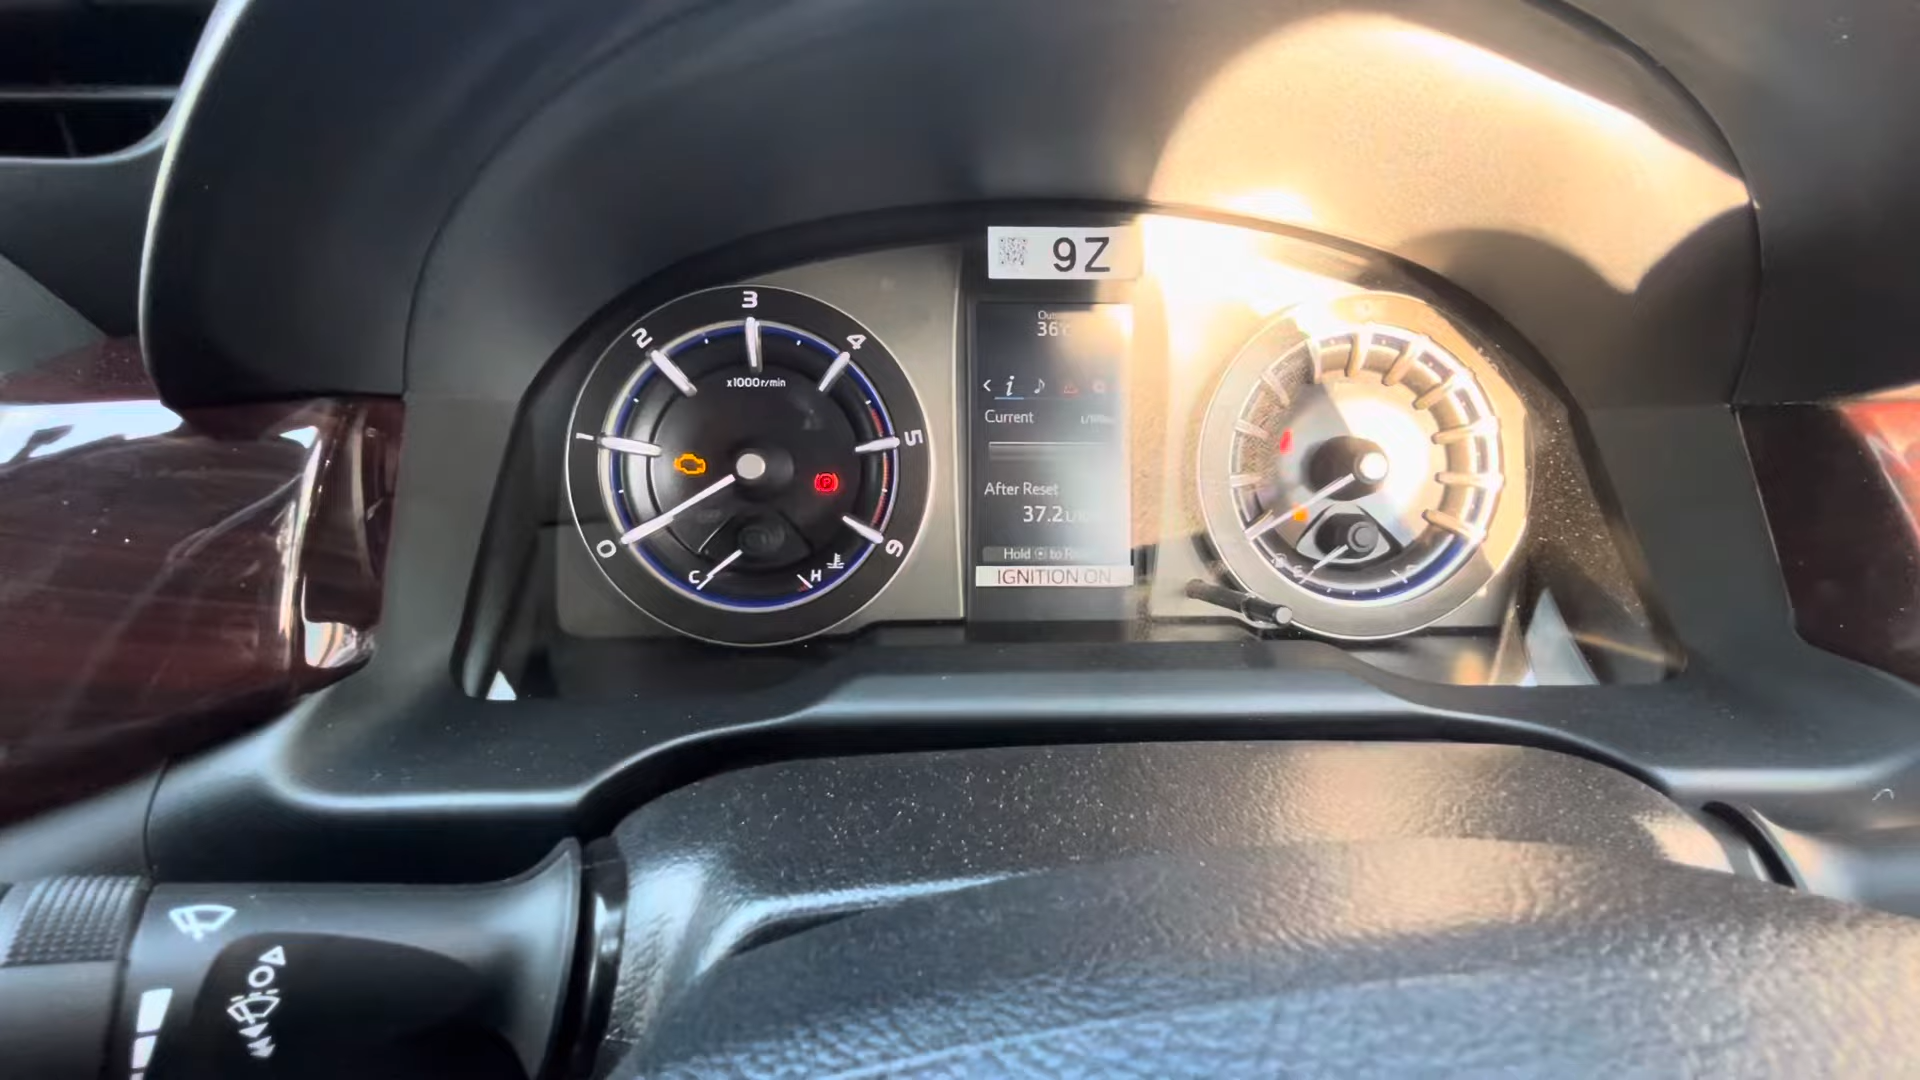 9Z
3
2
4
x1000r/min
36
1
5
i
Current
After Reset
37.2
0
6
Hold to
C
H
IGNITION ON